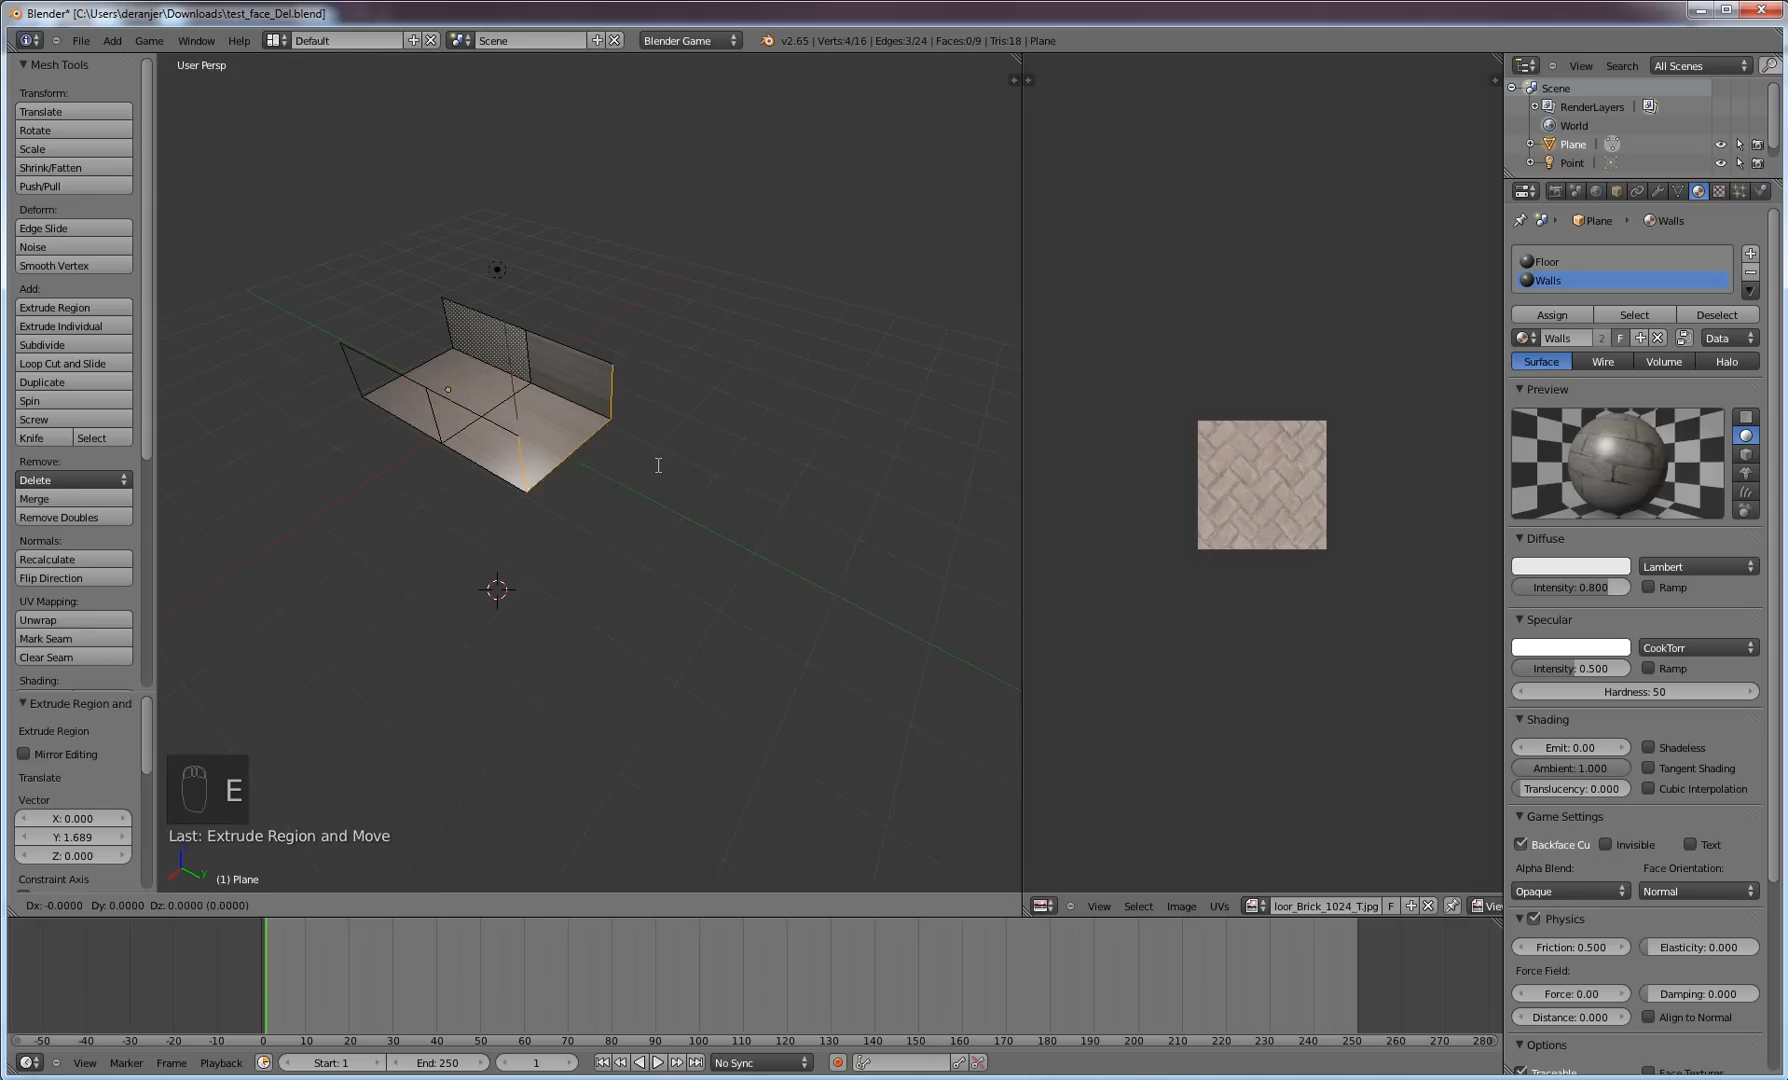 Blender* [C:\Users\deranjer\Downloads\test_face_Del.blend]
File Add Game Window Help Default Scene Blender Game v2.65 | Verts:4/16 | Edges:3/24 | Faces:0/9 | Tris:18 | Plane
Mesh Tools
Transform:
Translate
Rotate
Scale
Shrink/Fatten
Push/Pull
Deform:
Edge Slide
Noise
Smooth Vertex
Add:
Extrude Region
Extrude Individual
Subdivide
Loop Cut and Slide
Duplicate
Spin
Screw
Knife Select
Remove:
Delete
Merge
Remove Doubles
Normals:
Recalculate
Flip Direction
UV Mapping:
Unwrap
Mark Seam
Clear Seam
Shading:
Extrude Region and
Extrude Region
Mirror Editing
Translate
Vector
X: 0.000
Y: 1.689
Z: 0.000
Constraint Axis
User Persp
E
Last: Extrude Region and Move
y
(1) Plane
Dx: -0.0000 Dy: 0.0000 Dz: 0.0000 (0.0000)
View Select Image UVs loor_Brick_1024_T.jpg F Viev
View Search All Scenes
Scene
RenderLayers
World
Plane
Point
Plane Walls
Floor
Walls
Assign Select Deselect
Walls 2 F Data
Surface Wire Volume Halo
Preview
Diffuse
Lambert
Intensity: 0.800 Ramp
Specular
CookTorr
Intensity: 0.500 Ramp
Hardness: 50
Shading
Emit: 0.00 Shadeless
Ambient: 1.000 Tangent Shading
Translucency: 0.000 Cubic Interpolation
Game Settings
Backface Cu Invisible Text
Alpha Blend: Face Orientation:
Opaque Normal
Physics
Friction: 0.500 Elasticity: 0.000
Force Field:
Force: 0.00 Damping: 0.000
Distance: 0.000 Align to Normal
Options
Traceable Face Textures
-50 -40 -30 -20 -10 0 10 20 30 40 50 60 70 80 90 100 110 120 130 140 150 160 170 180 190 200 210 220 230 240 250 260 270 280
View Marker Frame Playback Start: 1 End: 250 1 No Sync